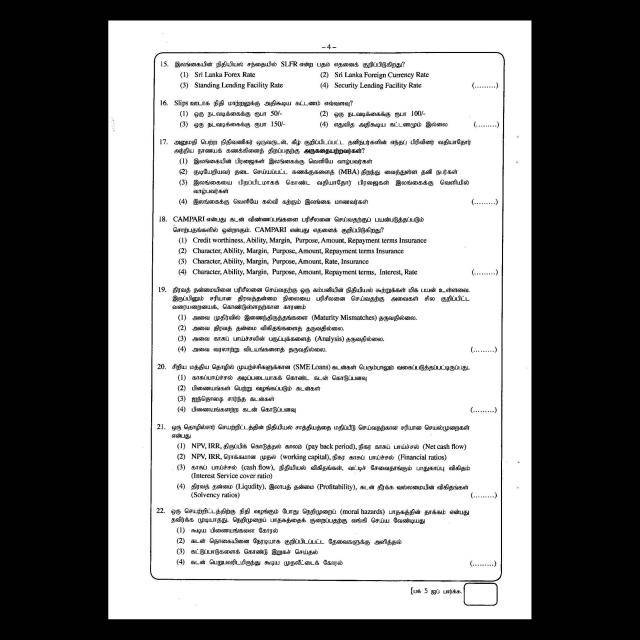 –4–
15. இலங்கையின் நிதியியல் சந்தையில் SLFR என்ற பதம் எதனைக் குறிப்பிடுகிறது?
(1) Sri Lanka Forex Rate (2) Sri Lanka Foreign Currency Rate
(3) Standing Lending Facility Rate (4) Security Lending Facility Rate (.........)
16. Slips ஊடாக நிதி மாற்றலுக்கு அதிகூடிய கட்டணம் எவ்வளவு?
(1) ஒரு நடவடிக்கைக்கு ரூபா 50/- (2) ஒரு நடவடிக்கைக்கு ரூபா 100/-
(3) ஒரு நடவடிக்கைக்கு ரூபா 150/- (4) எதுவித அதிகூடிய கட்டணமும் இல்லை (.........)
17. அனுமதி பெற்ற நிதிவணிகர் ஒருவருடன், கீழ் குறிப்பிடப்பட்ட தனிநபர்களின் எந்தப் பிரிவினர் வதியாதோர்
அந்நிய நாணயக் கணக்கினைத் திறப்பதற்கு அருகதையற்றவர்கள்?
(1) இலங்கையின் பிரஜைகள் இலங்கைக்கு வெளியே வாழ்பவர்கள்
(2) குடியேறியவர் தடை செய்யப்பட்ட கணக்குகளைத் (MBA) திறந்து வைத்துள்ள தனி நபர்கள்
(3) இலங்கையை பிறப்பிடமாகக் கொண்ட வதியாதோர் பிரஜைகள் இலங்கைக்கு வெளியில்
வாழ்பவர்கள்
(4) இலங்கைக்கு வெளியே கல்வி கற்கும் இலங்கை மாணவர்கள் (.........)
18. CAMPARI என்பது கடன் விண்ணப்பங்களை பரிசீலனை செய்வதற்குப் பயன்படுத்தப்படும்
சொற்பதங்களில் ஒன்றாகும். CAMPARI என்பது எதனைக் குறிப்பிடுகிறது?
(1) Credit worthiness, Ability, Margin, Purpose, Amount, Repayment terms Insurance
(2) Character, Ability, Margin, Purpose, Amount, Repayment terms Insurance
(3) Character, Ability, Margin, Purpose, Amount, Rate, Insurance
(4) Character, Ability, Margin, Purpose, Amount, Repayment terms, Interest, Rate (.........)
19. திரவத் தன்மையினை பரிசீலனை செய்வதற்கு ஒரு கம்பனியின் நிதியியல் கூற்றுக்கள் மிக பயன் உள்ளவை.
இருப்பினும் சரியான திரவத்தன்மை நிலையை பரிசீலனை செய்வதற்கு அவைகள் சில குறிப்பிட்ட
வரையறையைக், கொண்டுள்ளதற்கான காரணம்
(1) அவை முதிர்வில் இணைந்திருத்தங்களை (Maturity Mismatches) தருவதில்லை.
(2) அவை திரவத் தன்மை விகிதங்களைத் தருவதில்லை.
(3) அவை காசுப் பாய்ச்சலின் பகுப்புக்களைத் (Analysis) தருவதில்லை.
(4) அவை வரலாற்று விடயங்களைத் தருவதில்லை. (.........)
20. சிறிய மத்திய தொழில் முயற்சிகளுக்கான (SME Loans) கடன்கள் பெரும்பாலும் வகைப்படுத்தப்பட்டிருப்பது.
(1) காசுப்பாய்ச்சல் அடிப்படையாகக் கொண்ட கடன் கொடுப்பனவு
(2) பிணையங்கள் பெற்று வழங்கப்படும் கடன்கள்
(3) ஐந்தொகை சார்ந்த கடன்கள்
(4) பிணையங்களற்ற கடன் கொடுப்பனவு (.........)
21. ஒரு தொழில்சார் செயற்றிட்டத்தின் நிதியியல் சாத்தியத்தை மதிப்பீடு செய்வதற்கான சரியான செயல்முறைகள்
என்பது
(1) NPV, IRR, திருப்பிக் கொடுத்தல் காலம் (pay back period), நிகர காசுப் பாய்ச்சல் (Net cash flow)
(2) NPV, IRR, ரொக்கமான முதல் (working capital), நிகர காசுப் பாய்ச்சல் (Financial ratios)
(3) காசுப் பாய்ச்சல் (cash flow), நிதியியல் விகிதங்கள், வட்டிச் சேவைதாங்கும் பாதுகாப்பு விகிதம்
(Interest Service cover ratio)
(4) திரவத் தன்மை (Liqudity), இலாபத் தன்மை (Profitability), கடன் தீர்க்க வல்லமையின் விகிதங்கள்
(Solvency ratios) (.........)
22. ஒரு செயற்றிட்டத்திற்கு நிதி வழங்கும் போது நெறிமுறைப் (moral hazards) பாதகத்தின் தாக்கம் என்பது
தவிர்க்க முடியாதது. நெறிமுறைப் பாதகத்தைக் குறைப்பதற்கு வங்கி செய்ய வேண்டியது
(1) கூடிய பிணையங்களை கோரல்
(2) கடன் தொகையினை நேரடியாக குறிப்பிடப்பட்ட தேவைகளுக்கு அளித்தல்
(3) கட்டுப்பாடுகளைக் கொண்டு இறுகச் செய்தல்
(4) கடன் பெறுபவரிடமிருந்து கூடிய முதலீட்டைக் கோரல் (.........)
[பக் 5 ஐப் பார்க்க.